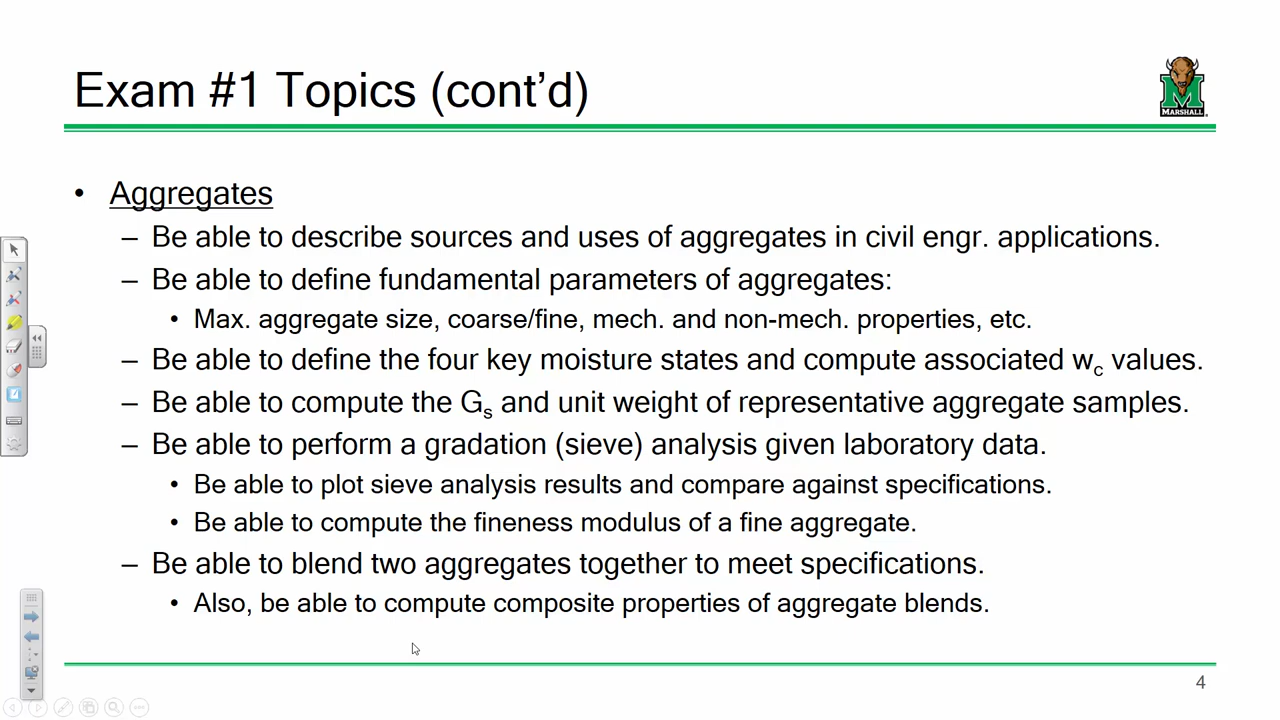 Exam #1 Topics (cont’d)
MARSHALL
• Aggregates
– Be able to describe sources and uses of aggregates in civil engr. applications.
– Be able to define fundamental parameters of aggregates:
• Max. aggregate size, coarse/fine, mech. and non-mech. properties, etc.
– Be able to define the four key moisture states and compute associated wc values.
– Be able to compute the Gs and unit weight of representative aggregate samples.
– Be able to perform a gradation (sieve) analysis given laboratory data.
• Be able to plot sieve analysis results and compare against specifications.
• Be able to compute the fineness modulus of a fine aggregate.
– Be able to blend two aggregates together to meet specifications.
• Also, be able to compute composite properties of aggregate blends.
4